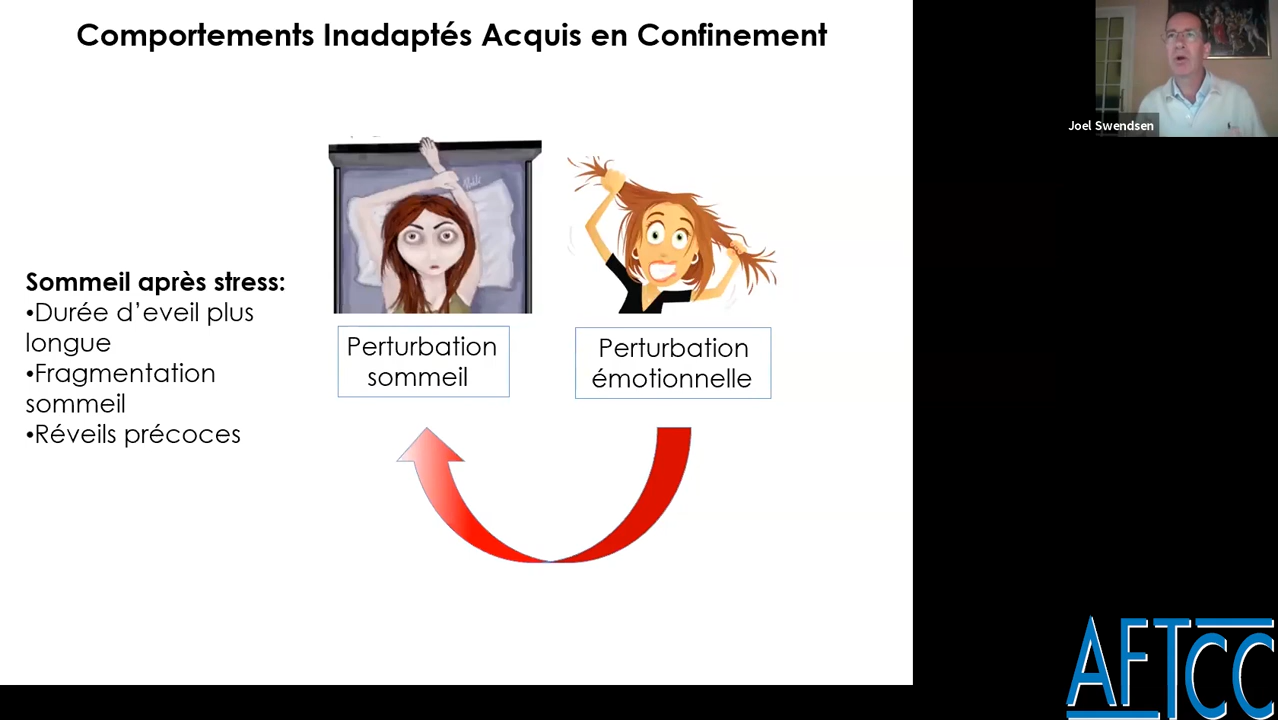 Comportements Inadaptés Acquis en Confinement
Joel Swendsen
Sommeil après stress:
•Durée d’eveil plus
longue
•Fragmentation
sommeil
•Réveils précoces
Perturbation
sommeil
Perturbation
émotionnelle
AFTCC